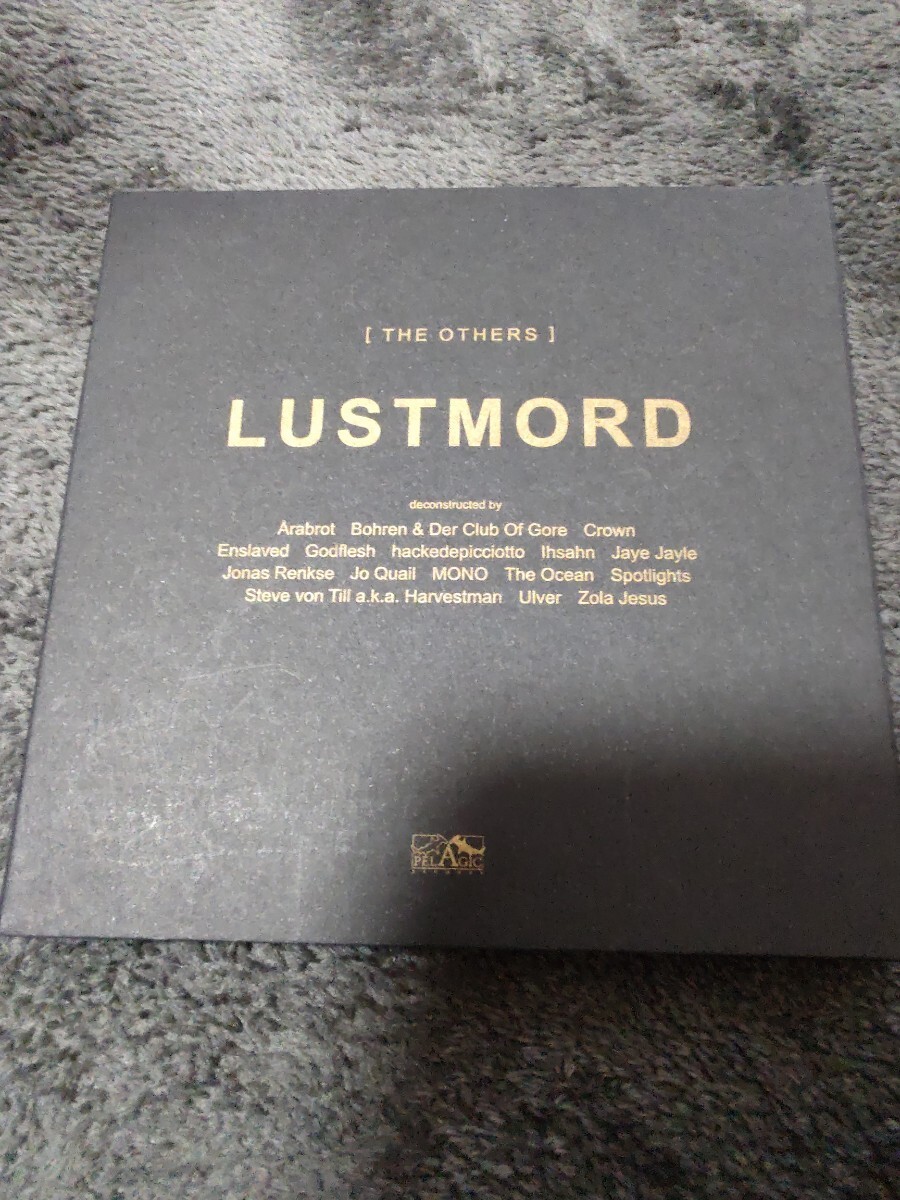 [ THE OTHERS ]
LUSTMORD
deconstructed by
Årabrot Bohren & Der Club Of Gore Crown
Enslaved Godflesh hackedepicciotto Ihsahn Jaye Jayle
Jonas Renkse Jo Quail MONO The Ocean Spotlights
Steve von Till a.k.a. Harvestman Ulver Zola Jesus
PELAGIC
RECORDS